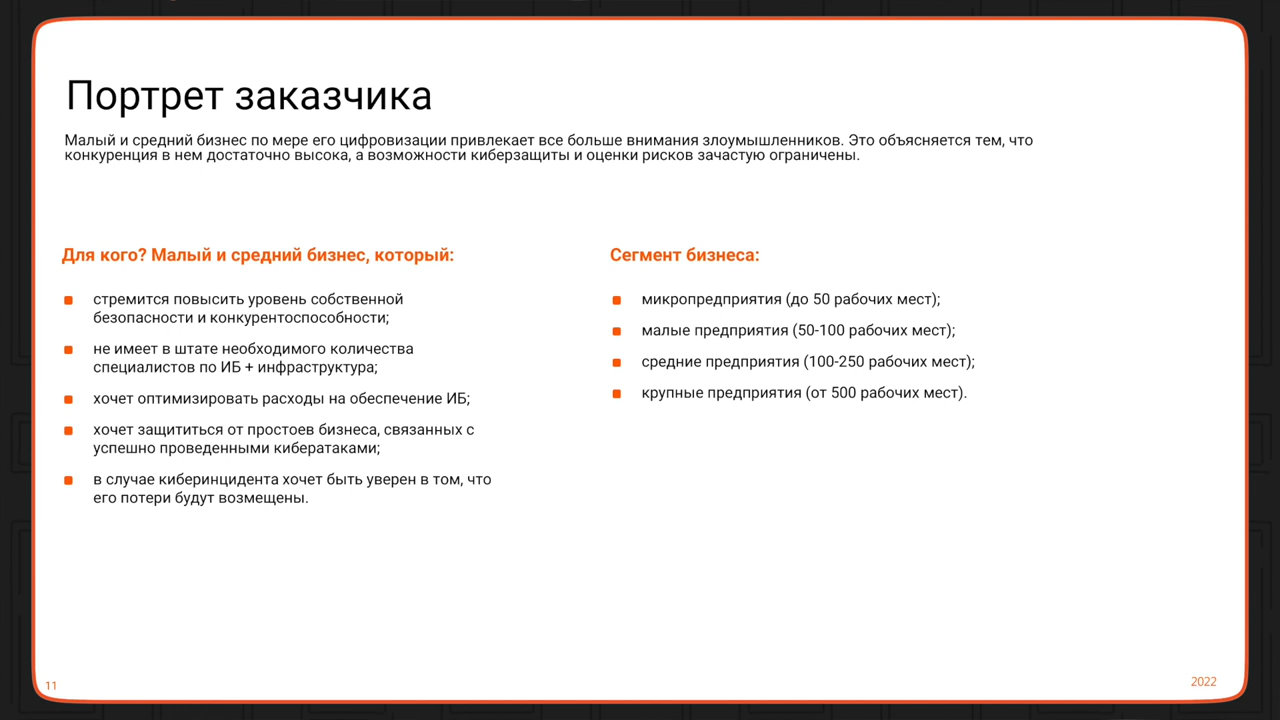 Портрет заказчика
Малый и средний бизнес по мере его цифровизации привлекает все больше внимания злоумышленников. Это объясняется тем, что
конкуренция в нем достаточно высока, а возможности киберзащиты и оценки рисков зачастую ограничены.
Для кого? Малый и средний бизнес, который:
стремится повысить уровень собственной
безопасности и конкурентоспособности;
не имеет в штате необходимого количества
специалистов по ИБ + инфраструктура;
хочет оптимизировать расходы на обеспечение ИБ;
хочет защититься от простоев бизнеса, связанных с
успешно проведенными кибератаками;
в случае киберинцидента хочет быть уверен в том, что
его потери будут возмещены.
Сегмент бизнеса:
микропредприятия (до 50 рабочих мест);
малые предприятия (50-100 рабочих мест);
средние предприятия (100-250 рабочих мест);
крупные предприятия (от 500 рабочих мест).
11
2022